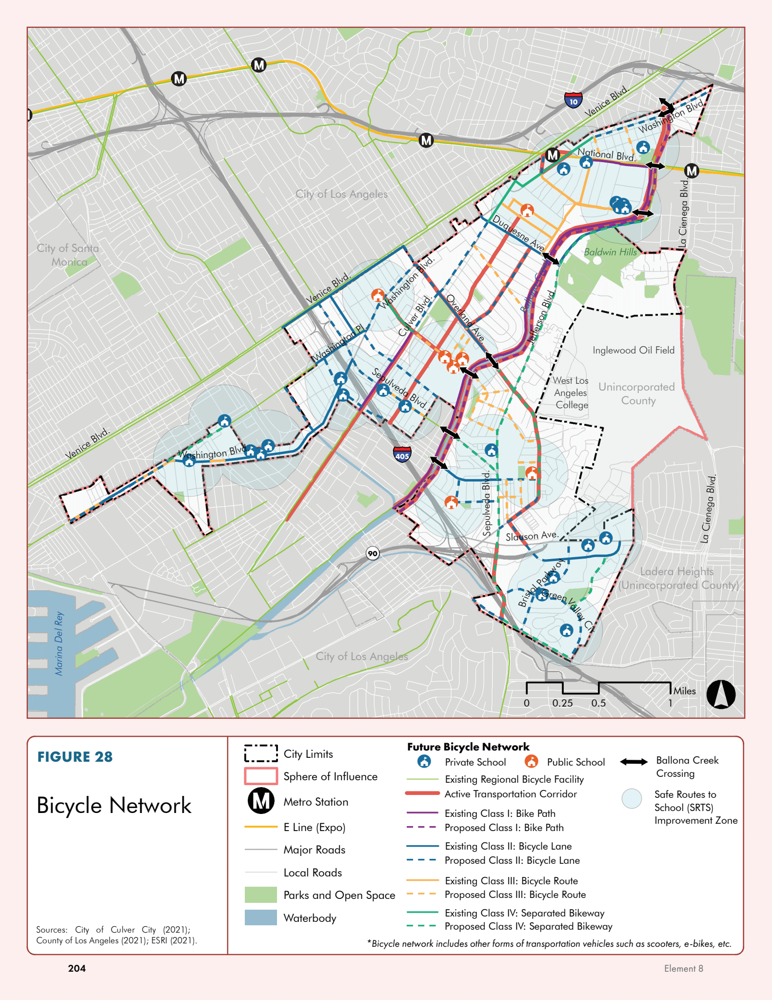 M
M
10
Venice Blvd.
Washington Blvd.
M
M
National Blvd.
M
City of Los Angeles
La Cienega Blvd.
Duquesne Ave.
City of Santa
Monica
Baldwin Hills
Washington Blvd.
Venice Blvd.
Ballona Creek
Culver Blvd.
Overland Ave.
Jefferson Blvd.
Washington Pl.
Inglewood Oil Field
Sepulveda Blvd.
West Los
Angeles
College
Unincorporated
County
Venice Blvd.
Washington Blvd.
405
Sepulveda Blvd.
La Cienega Blvd.
Slauson Ave.
90
Bristol Parkway
Ladera Heights
(Unincorporated County)
Green Valley Cir.
Marina Del Rey
City of Los Angeles
Miles
0 0.25 0.5 1
FIGURE 28
Bicycle Network
Sources: City of Culver City (2021);
County of Los Angeles (2021); ESRI (2021).
City Limits
Sphere of Influence
M Metro Station
E Line (Expo)
Major Roads
Local Roads
Parks and Open Space
Waterbody
Future Bicycle Network
Private School
Public School
Ballona Creek
Crossing
Existing Regional Bicycle Facility
Active Transportation Corridor
Safe Routes to
School (SRTS)
Improvement Zone
Existing Class I: Bike Path
Proposed Class I: Bike Path
Existing Class II: Bicycle Lane
Proposed Class II: Bicycle Lane
Existing Class III: Bicycle Route
Proposed Class III: Bicycle Route
Existing Class IV: Separated Bikeway
Proposed Class IV: Separated Bikeway
*Bicycle network includes other forms of transportation vehicles such as scooters, e-bikes, etc.
204
Element 8